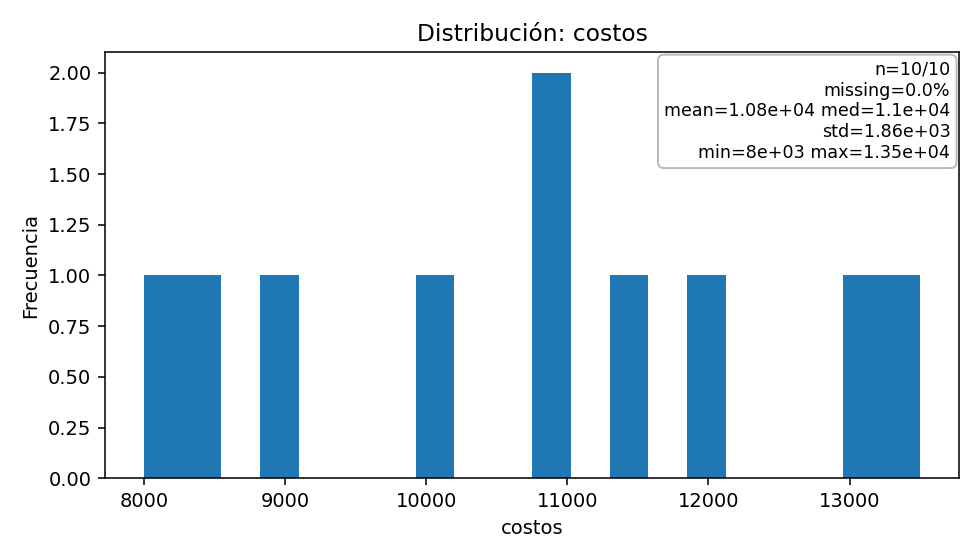 Distribución: costos
n=10/10
missing=0.0%
mean=1.08e+04 med=1.1e+04
std=1.86e+03
min=8e+03 max=1.35e+04
Frecuencia
2.00
1.75
1.50
1.25
1.00
0.75
0.50
0.25
0.00
8000 9000 10000 11000 12000 13000
costos